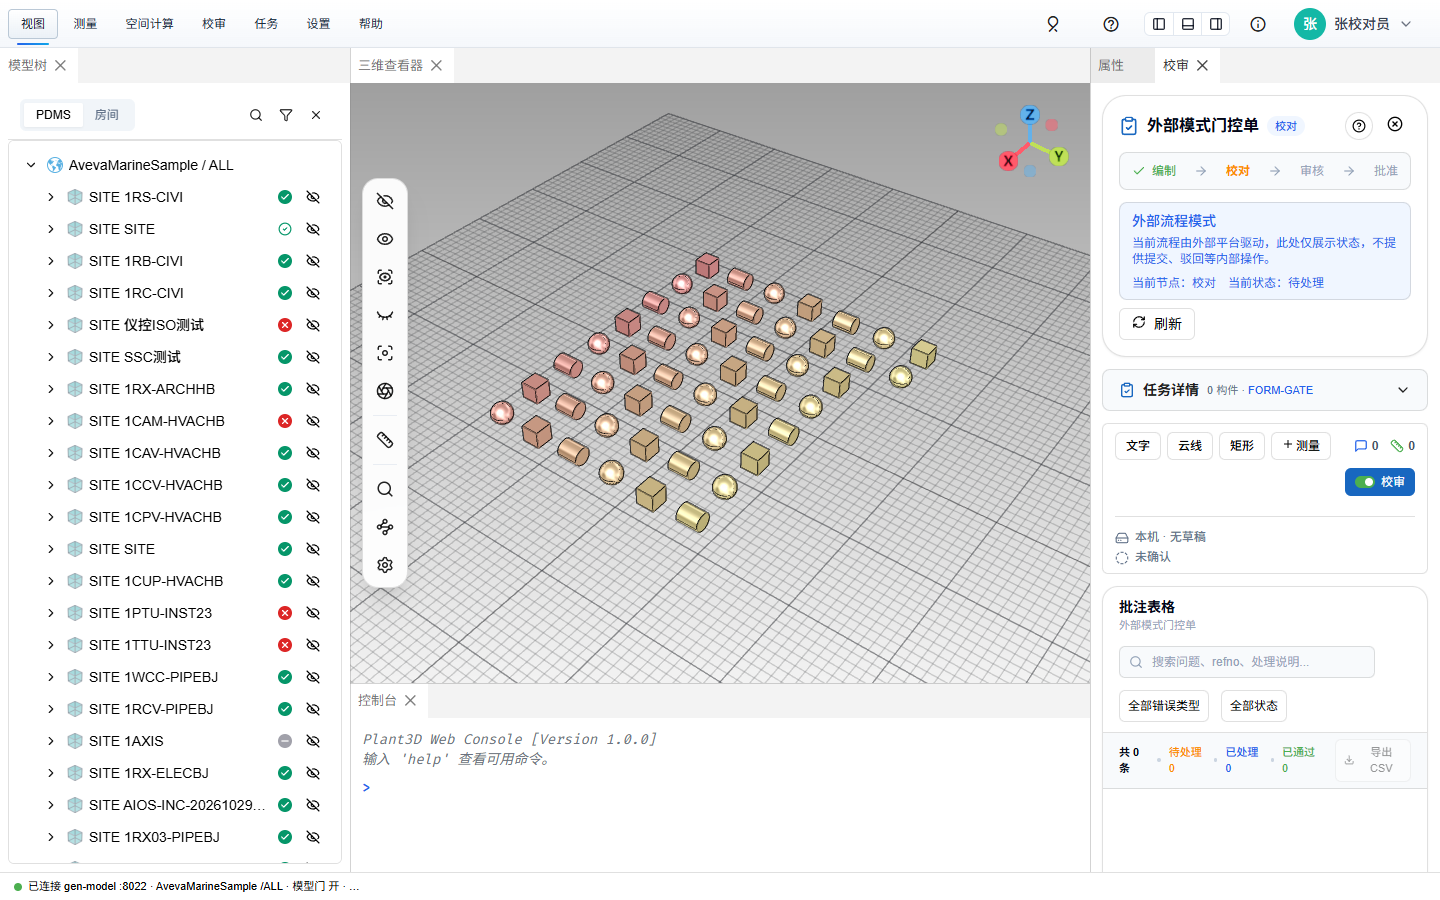 视图 测量 空间计算 校审 任务 设置 帮助 张 张校对员
模型树 三维查看器 属性 校审
PDMS 房间
AvevaMarineSample / ALL
SITE 1RS-CIVI
SITE SITE
SITE 1RB-CIVI
SITE 1RC-CIVI
SITE 仪控ISO测试
SITE SSC测试
SITE 1RX-ARCHHB
SITE 1CAM-HVACHB
SITE 1CAV-HVACHB
SITE 1CCV-HVACHB
SITE 1CPV-HVACHB
SITE SITE
SITE 1CUP-HVACHB
SITE 1PTU-INST23
SITE 1TTU-INST23
SITE 1WCC-PIPEBJ
SITE 1RCV-PIPEBJ
SITE 1AXIS
SITE 1RX-ELECBJ
SITE AIOS-INC-20261029...
SITE 1RX03-PIPEBJ
Z
X Y
控制台
Plant3D Web Console [Version 1.0.0]
输入 'help' 查看可用命令。
>
外部模式门控单 校对
编制 校对 审核 批准
外部流程模式
当前流程由外部平台驱动，此处仅展示状态，不提
供提交、驳回等内部操作。
当前节点：校对 当前状态：待处理
刷新
任务详情 0 构件 · FORM-GATE
文字 云线 矩形 +测量 0 0
校审
本机 · 无草稿
未确认
批注表格
外部模式门控单
搜索问题、refno、处理说明...
全部错误类型 全部状态
共 0 待处理 已处理 已通过 导出
条 0 0 0 CSV
已连接 gen-model :8022 · AvevaMarineSample /ALL · 模型门 开 · ...